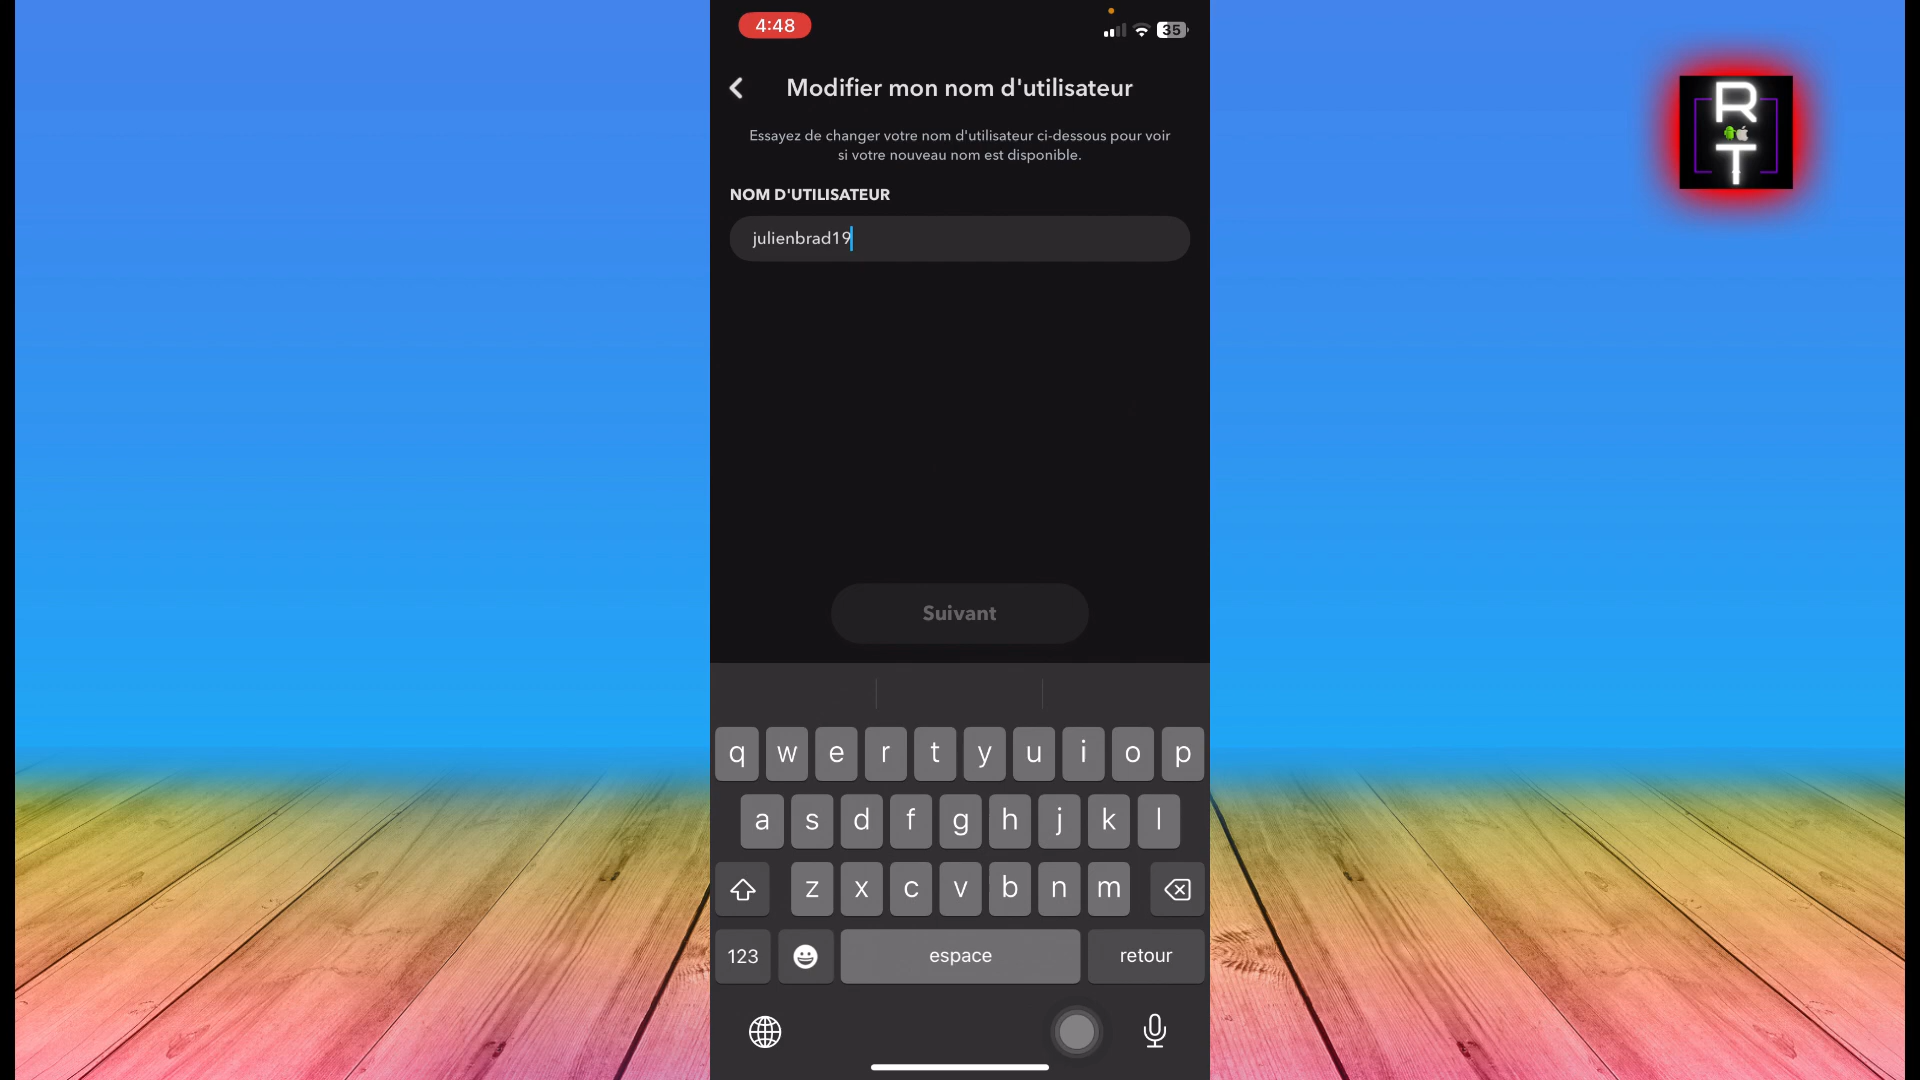 4:48
35
Modifier mon nom d'utilisateur
Essayez de changer votre nom d'utilisateur ci-dessous pour voir
si votre nouveau nom est disponible.
NOM D'UTILISATEUR
julienbrad19
Suivant
q w e r t y u i o p
a s d f g h j k l
z x c v b n m
123 espace retour
R
T